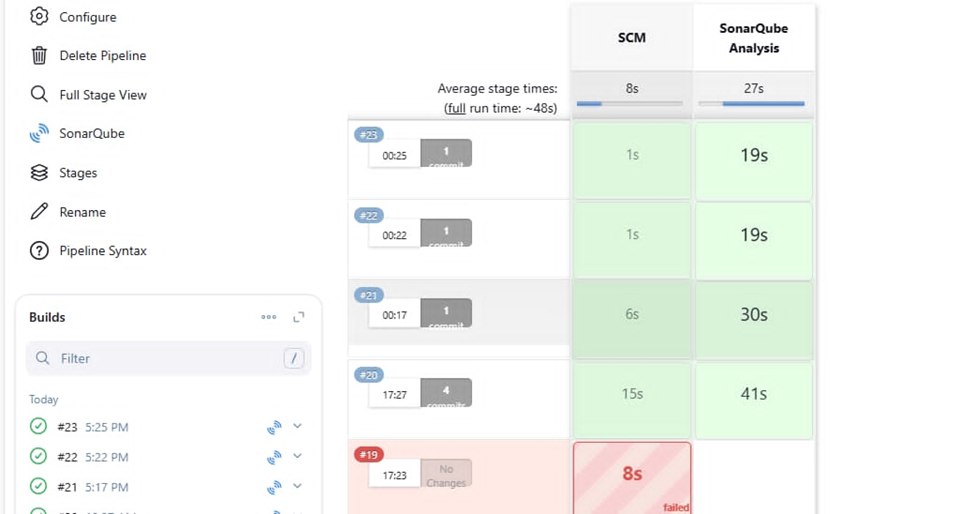 Configure
Delete Pipeline
Full Stage View
SonarQube
Stages
Rename
Pipeline Syntax
Builds
Filter
/
Today
#23 5:25 PM
#22 5:22 PM
#21 5:17 PM
SCM
SonarQube
Analysis
Average stage times:
(full run time: ~48s)
8s
27s
#23
00:25
1
commit
1s
19s
#22
00:22
1
commit
1s
19s
#21
00:17
1
commit
6s
30s
#20
17:27
4
commits
15s
41s
#19
17:23
No
Changes
8s
failed